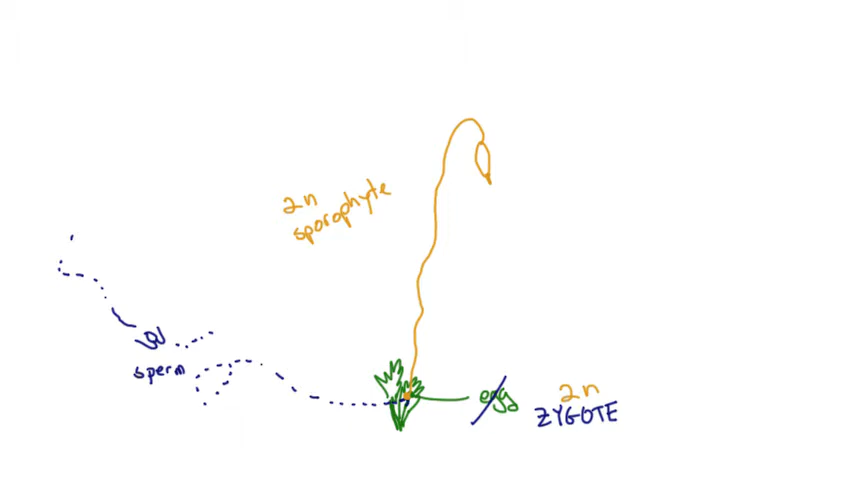 2n
sporophyte
sperm
egg
2n
ZYGOTE